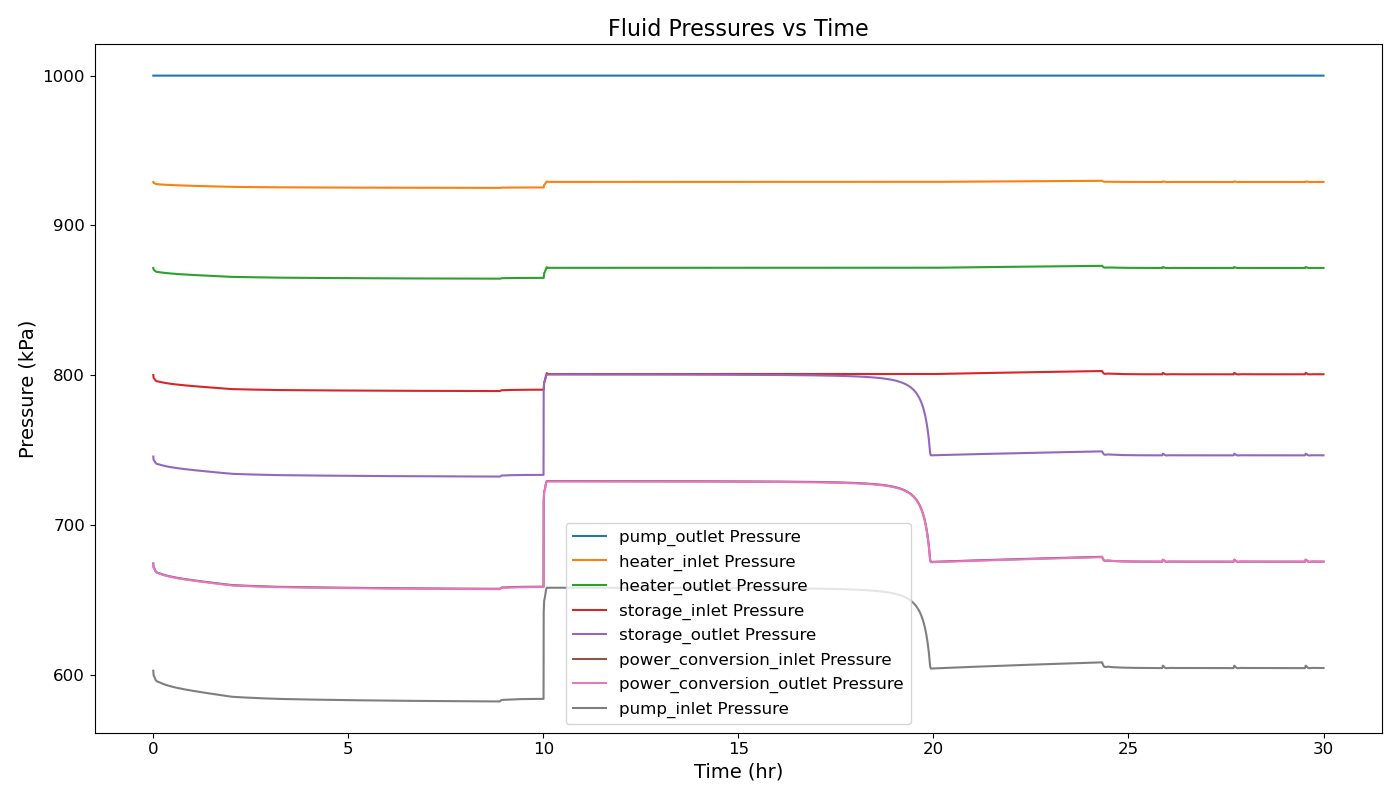 Fluid Pressures vs Time
Pressure (kPa)
1000
900
800
700
600
pump_outlet Pressure
heater_inlet Pressure
heater_outlet Pressure
storage_inlet Pressure
storage_outlet Pressure
power_conversion_inlet Pressure
power_conversion_outlet Pressure
pump_inlet Pressure
0 5 10 15 20 25 30
Time (hr)